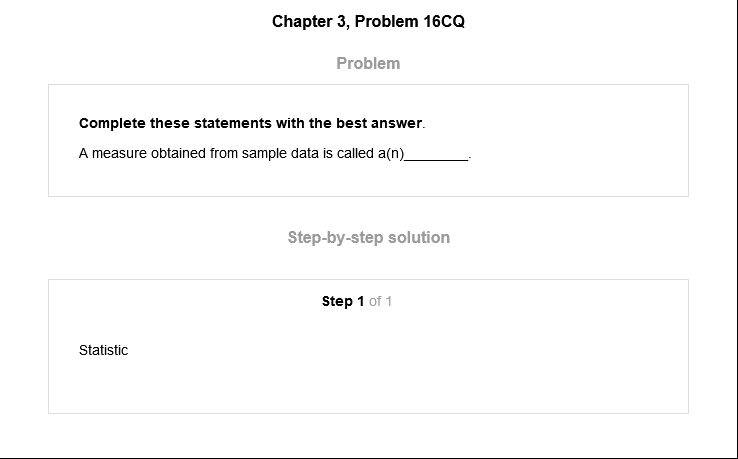 Chapter 3, Problem 16CQ
Problem
Complete these statements with the best answer.
A measure obtained from sample data is called a(n)________.
Step-by-step solution
Step 1 of 1
Statistic